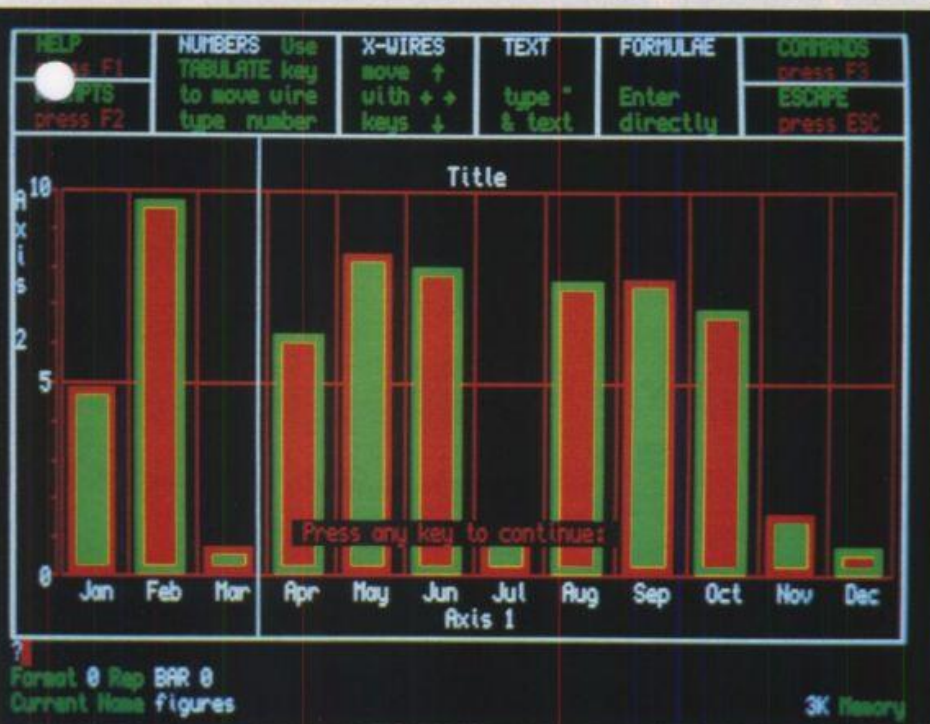 HELP
press F1
PROMPTS
press F2
NUMBERS Use
TABULATE key
to move wire
type number
X-WIRES
move ↑
with ← →
keys ↓
TEXT
type "
& text
FORMULAE
Enter
directly
COMMANDS
press F3
ESCAPE
press ESC
Title
Axis 2
10
5
0
Press any key to continue:
Jan Feb Mar Apr May Jun Jul Aug Sep Oct Nov Dec
Axis 1
?
Format 0 Rep BAR 0
Current Name figures
3K Memory